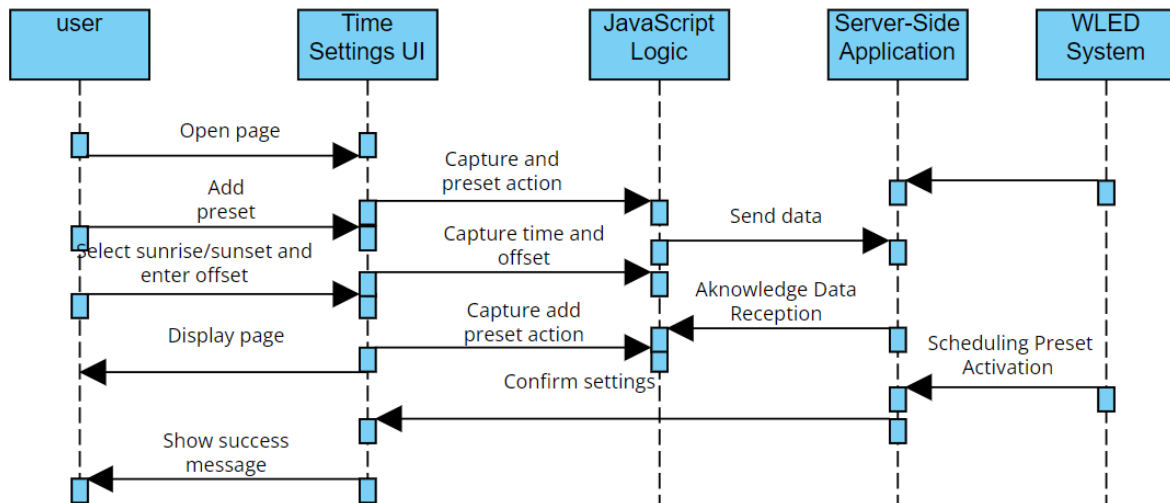 user
Time
Settings UI
JavaScript
Logic
Server-Side
Application
WLED
System
Open page
Capture and
preset action
Add
preset
Send data
Select sunrise/sunset and
enter offset
Capture time and
offset
Aknowledge Data
Reception
Display page
Capture add
preset action
Scheduling Preset
Activation
Confirm settings
Show success
message